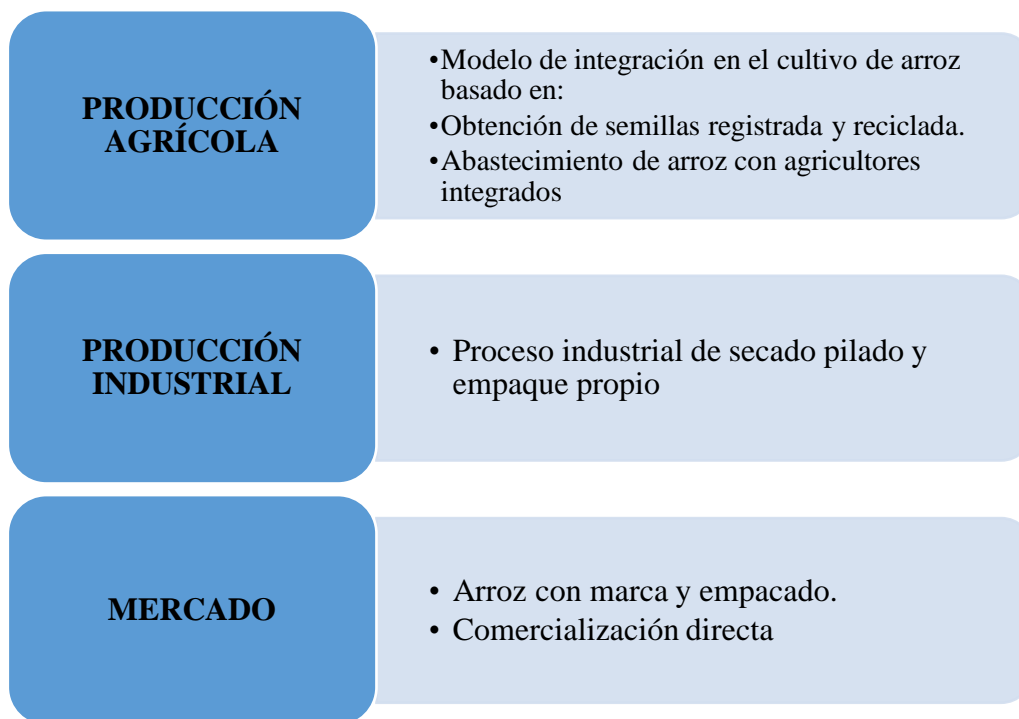 PRODUCCIÓN
AGRÍCOLA
•Modelo de integración en el cultivo de arroz
basado en:
•Obtención de semillas registrada y reciclada.
•Abastecimiento de arroz con agricultores
integrados
PRODUCCIÓN
INDUSTRIAL
• Proceso industrial de secado pilado y
empaque propio
MERCADO
• Arroz con marca y empacado.
• Comercialización directa